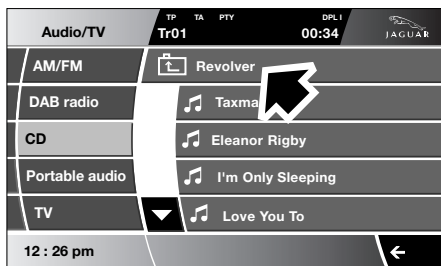 Audio/TV
TP TA PTY DPL I
Tr01 00:34
JAGUAR
AM/FM
Revolver
DAB radio
Taxma
CD
Eleanor Rigby
Portable audio
I'm Only Sleeping
TV
Love You To
12 : 26 pm